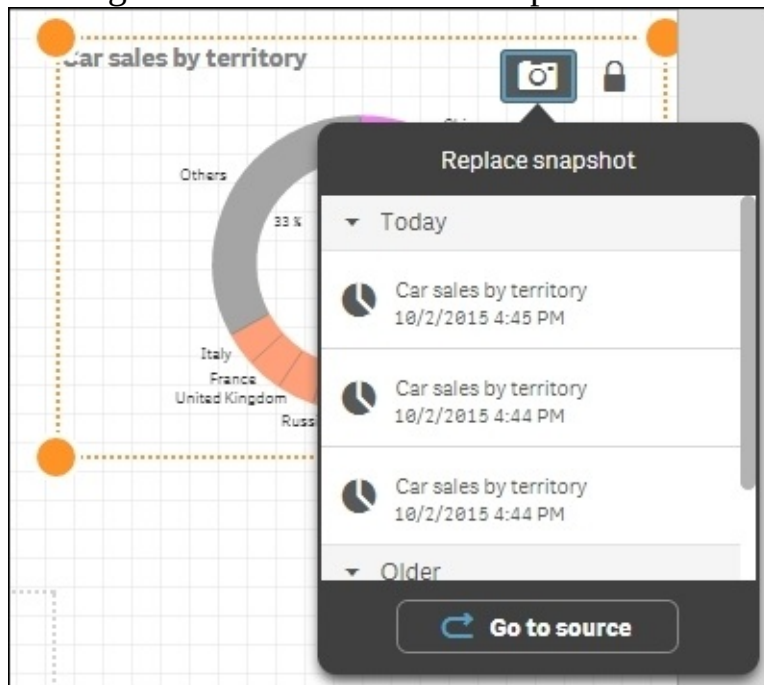 Car sales by territory
Others
33 %
Italy
France
United Kingdom
Replace snapshot
Today
Car sales by territory
10/2/2015 4:45 PM
Car sales by territory
10/2/2015 4:44 PM
Car sales by territory
10/2/2015 4:44 PM
Older
Go to source